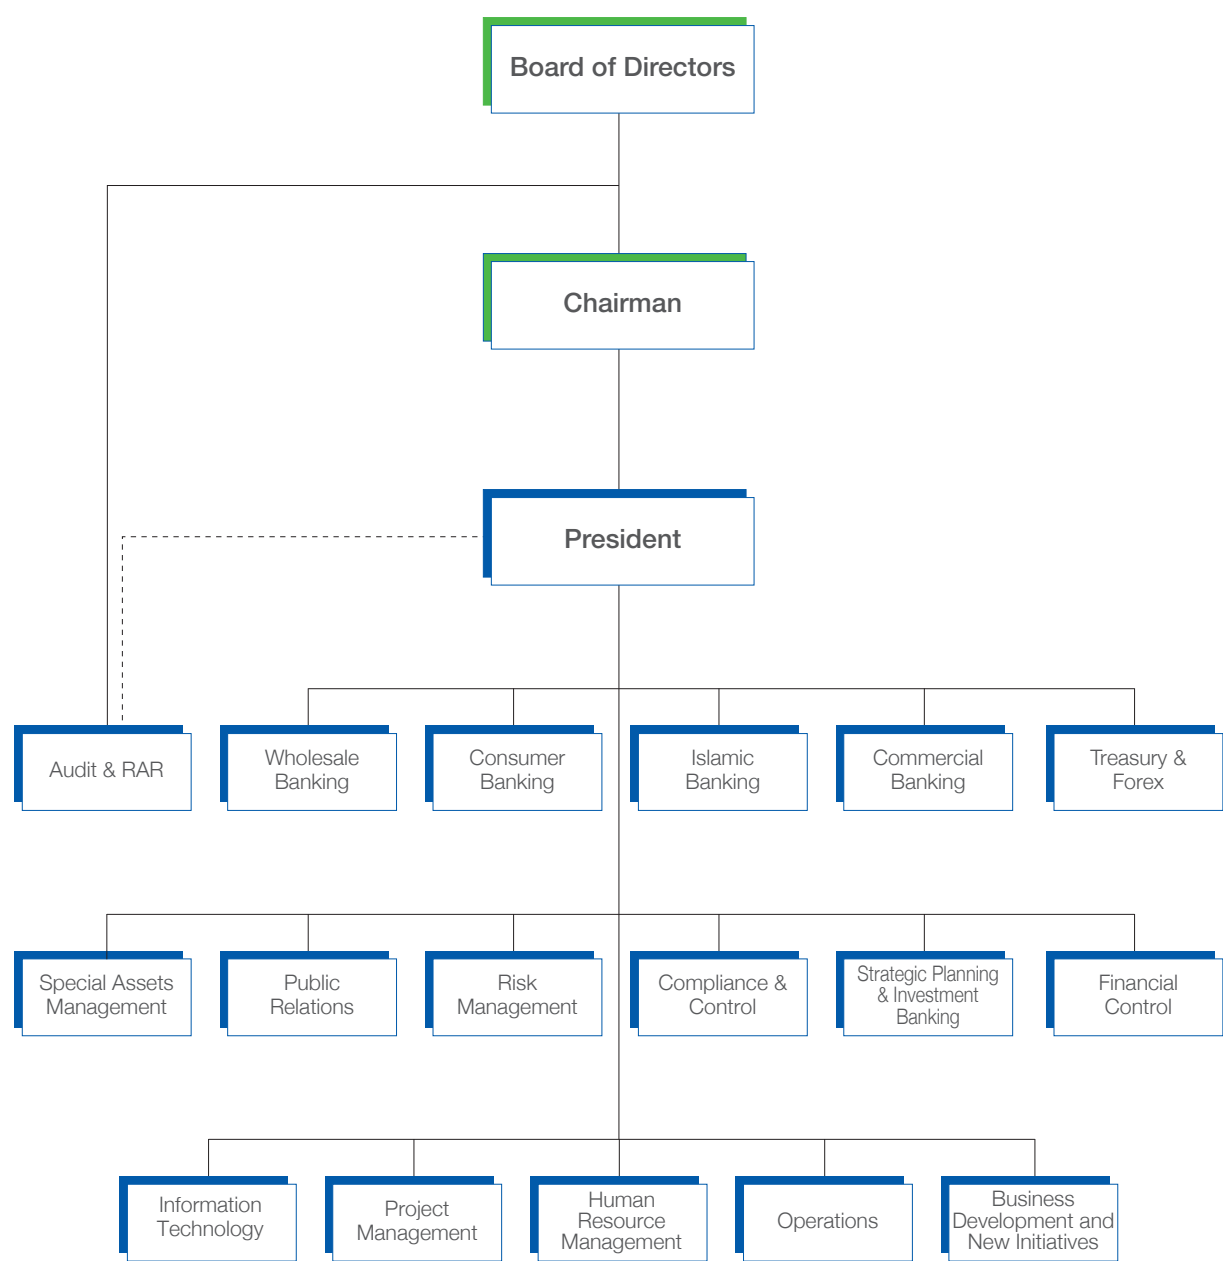 Board of Directors
Chairman
President
Audit & RAR
Wholesale
Banking
Consumer
Banking
Islamic
Banking
Commercial
Banking
Treasury &
Forex
Special Assets
Management
Public
Relations
Risk
Management
Compliance &
Control
Strategic Planning
& Investment
Banking
Financial
Control
Information
Technology
Project
Management
Human
Resource
Management
Operations
Business
Development and
New Initiatives